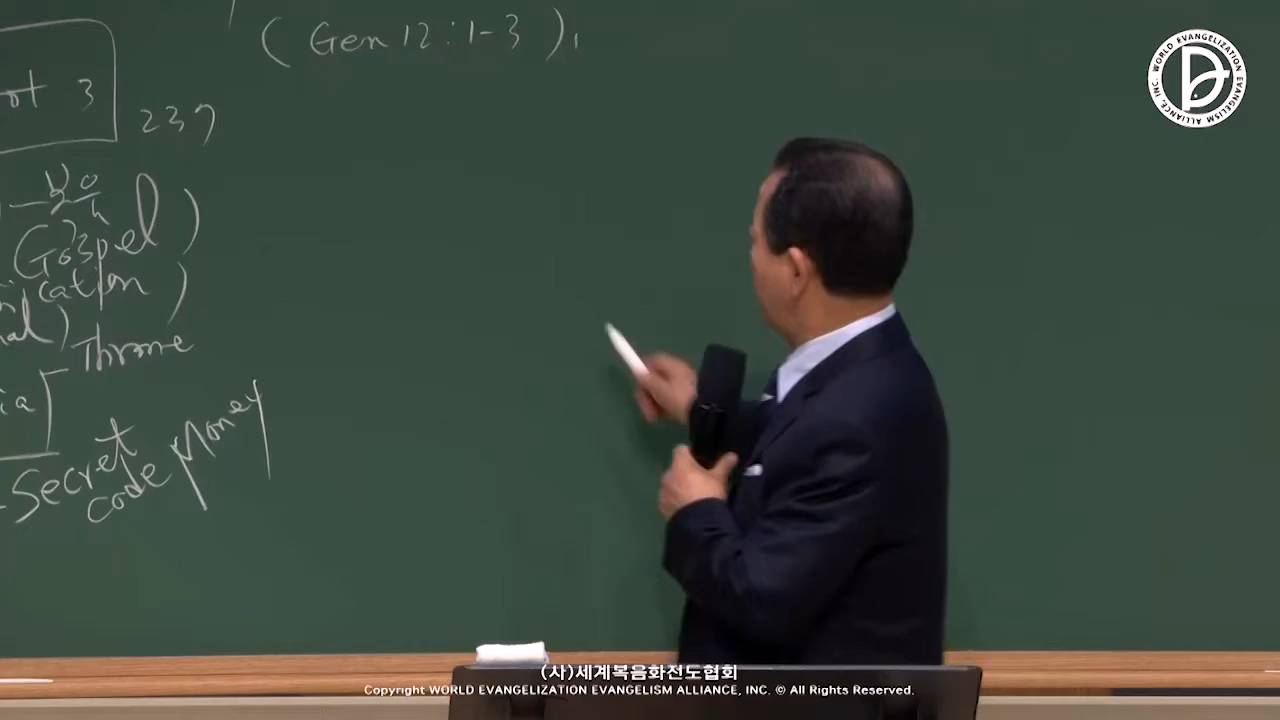 (Gen 12:1-3),
ot 3
237
복음
(Gospel)
ication)
nal) Throne
ia
Secret code Money
WORLD EVANGELIZATION EVANGELISM ALLIANCE, INC.
(사)세계복음화전도협회
Copyright WORLD EVANGELIZATION EVANGELISM ALLIANCE, INC. © All Rights Reserved.